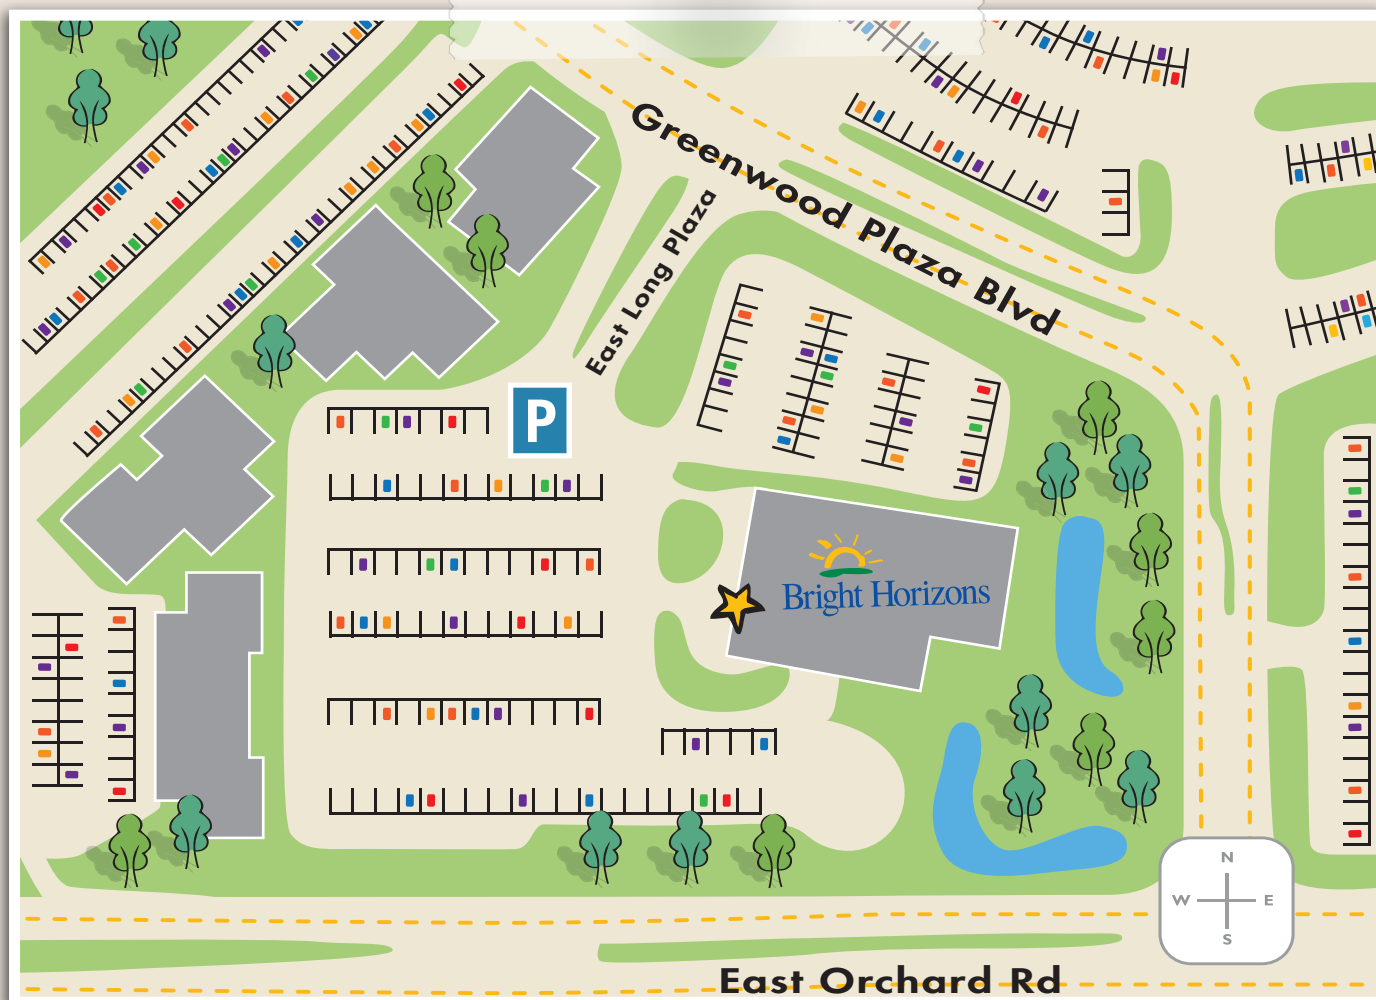 Greenwood Plaza Blvd
East Long Plaza
P
Bright Horizons
N
W E
S
East Orchard Rd